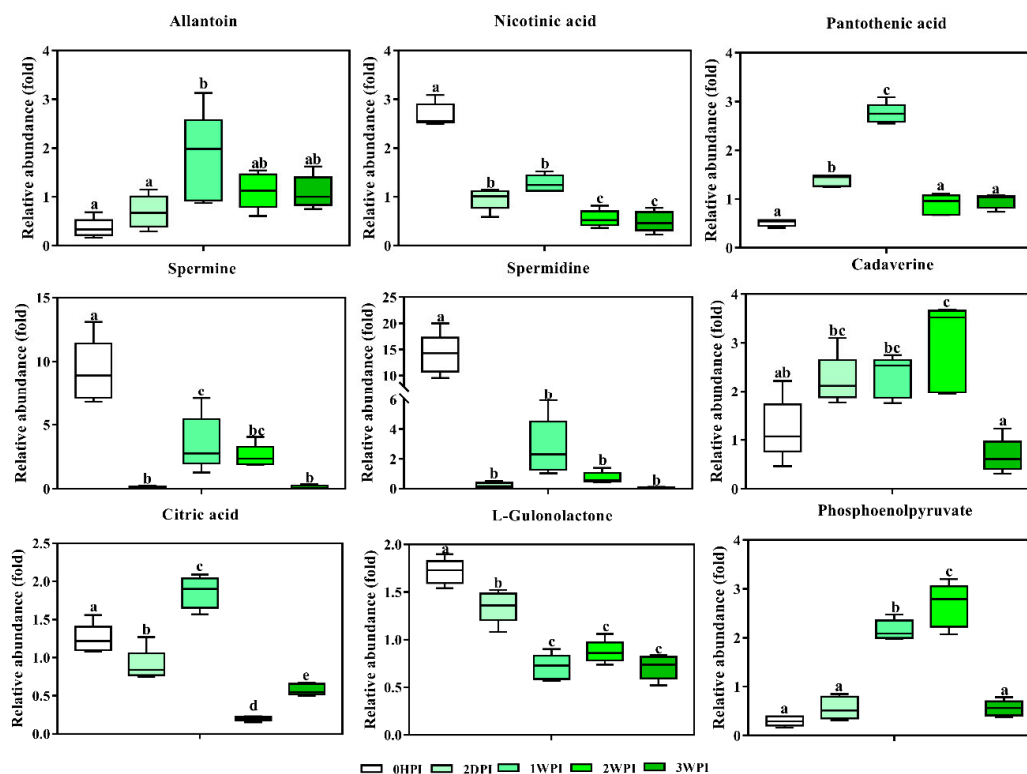 Allantoin
Relative abundance (fold)
4
3
2
1
0
a
a
b
ab
ab
Nicotinic acid
Relative abundance (fold)
4
3
2
1
0
a
b
b
c
c
Pantothenic acid
Relative abundance (fold)
4
3
2
1
0
a
b
c
a
a
Spermine
Relative abundance (fold)
15
10
5
0
a
b
c
bc
b
Spermidine
Relative abundance (fold)
25
20
15
10
6
4
2
0
a
b
b
b
b
Cadaverine
Relative abundance (fold)
4
3
2
1
0
ab
bc
bc
c
a
Citric acid
Relative abundance (fold)
2.5
2.0
1.5
1.0
0.5
0.0
a
b
c
d
e
L-Gulonolactone
Relative abundance (fold)
2.0
1.5
1.0
0.5
0.0
a
b
c
c
c
Phosphoenolpyruvate
Relative abundance (fold)
4
3
2
1
0
a
a
b
c
a
0HPI 2DPI 1WPI 2WPI 3WPI